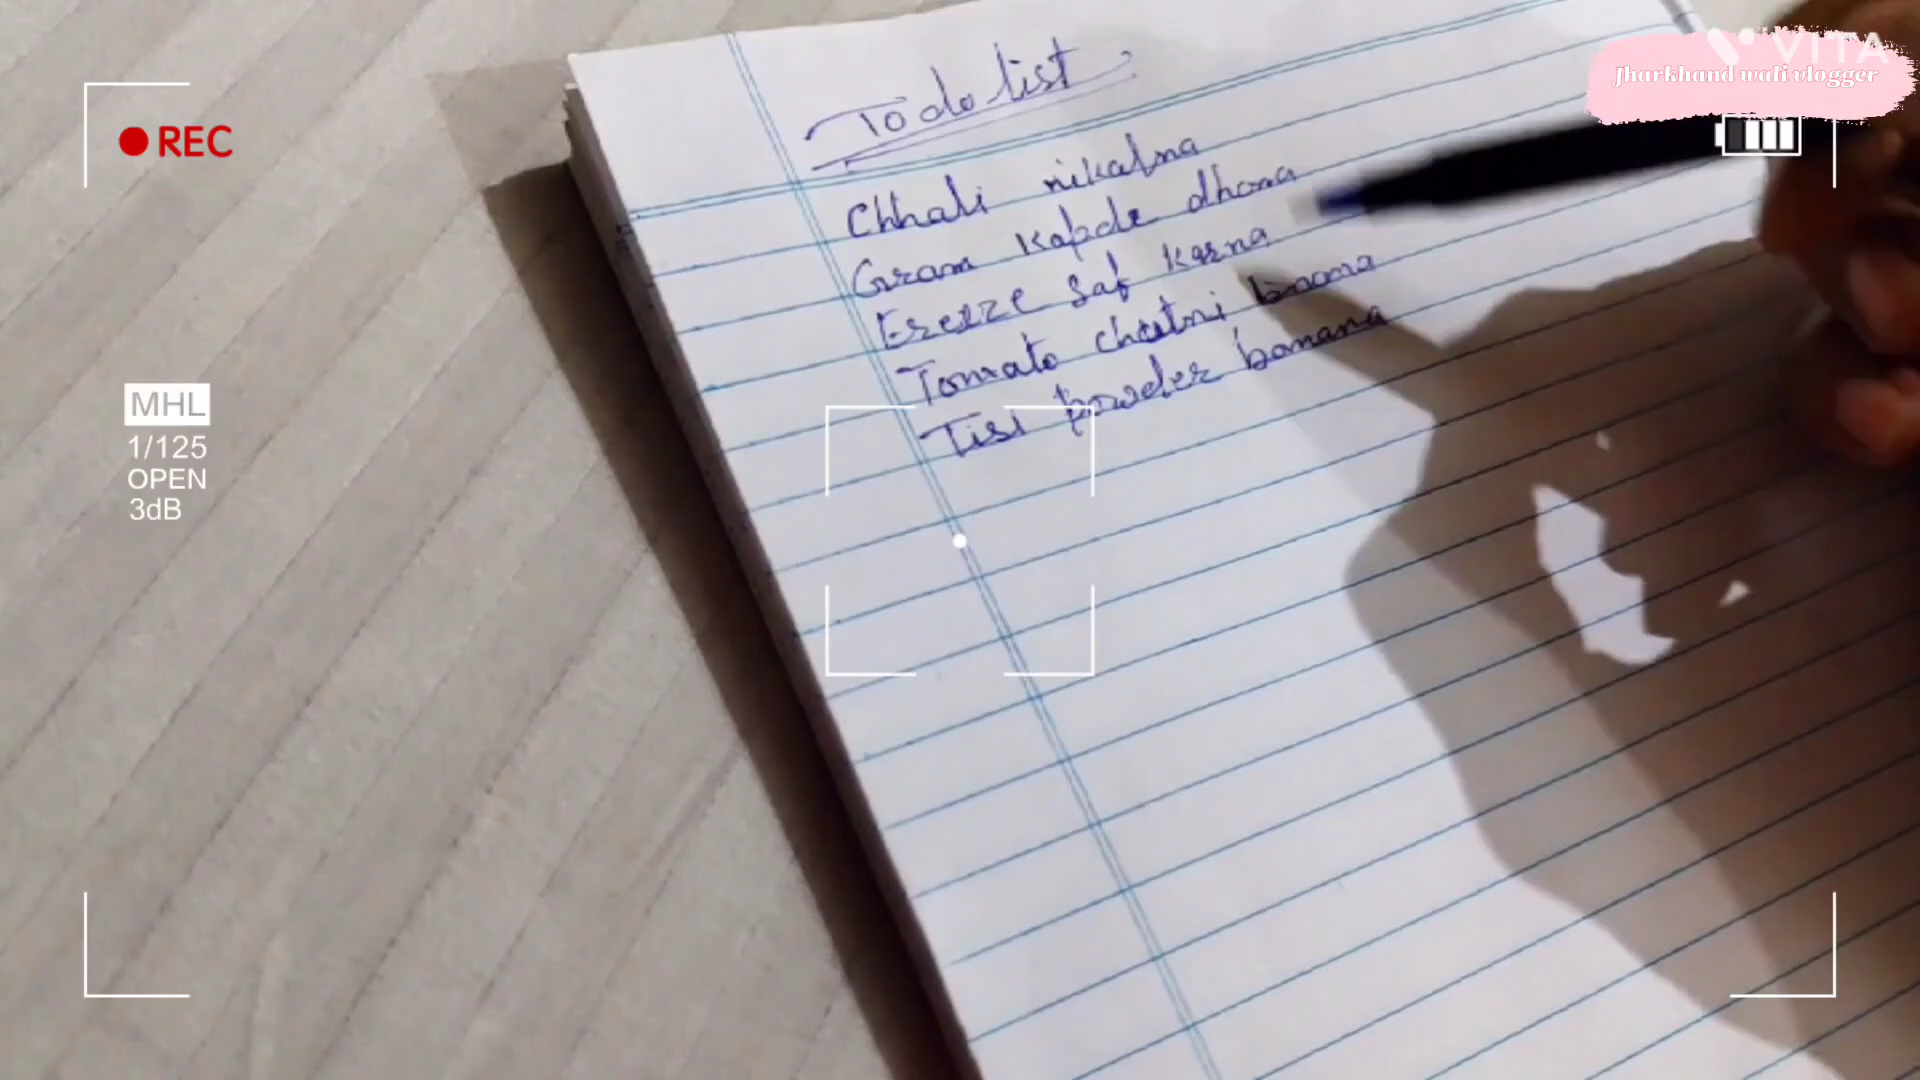 To do list
Chhali nikalna
Gram kapde dhona
Freeze saf karna
Tomato chatni banana
Tisi powder banana
REC
MHL
1/125
OPEN
3dB
VITA
Jharkhand wali vlogger